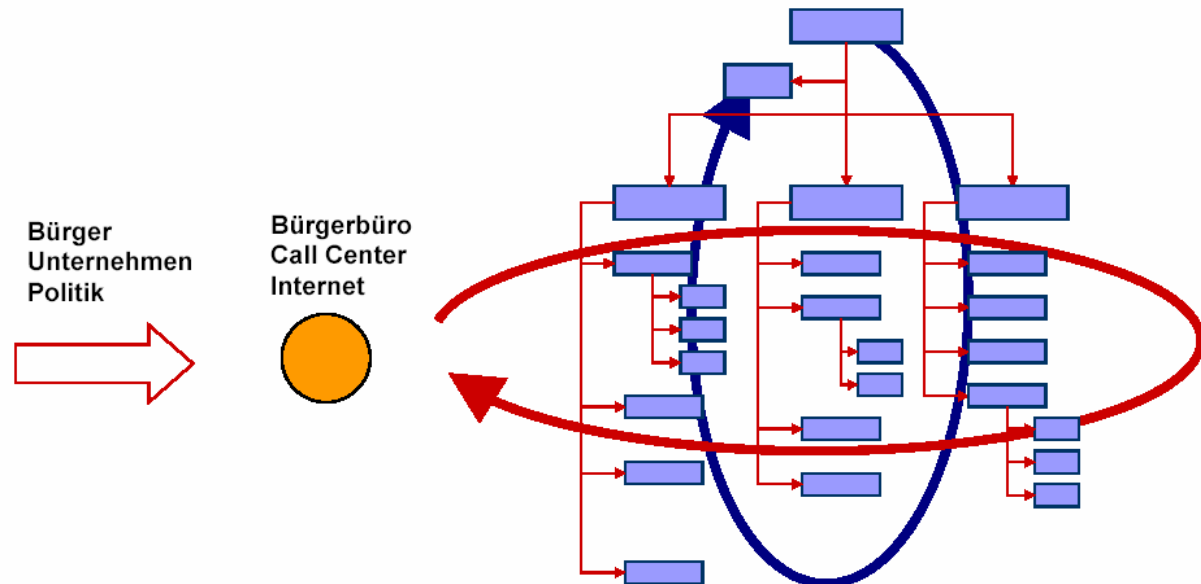 Bürger
Unternehmen
Politik
Bürgerbüro
Call Center
Internet